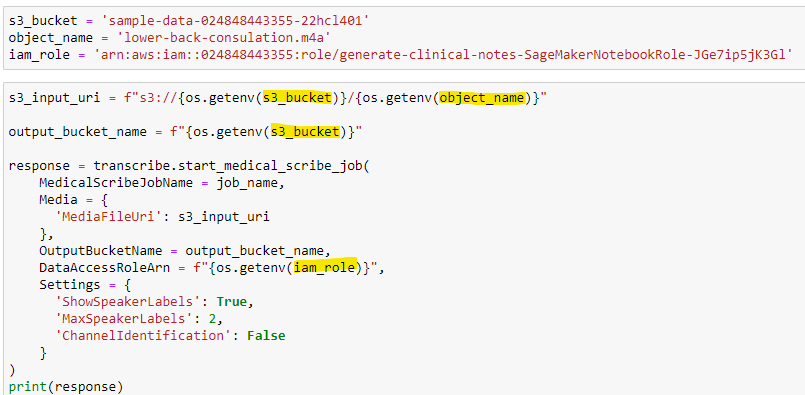 s3_bucket = 'sample-data-024848443355-22hcl401'
object_name = 'lower-back-consulation.m4a'
iam_role = 'arn:aws:iam::024848443355:role/generate-clinical-notes-SageMakerNotebookRole-JGe7ip5jK3Gl'
s3_input_uri = f"s3://{os.getenv(s3_bucket)}/{os.getenv(object_name)}"
output_bucket_name = f"{os.getenv(s3_bucket)}"
response = transcribe.start_medical_scribe_job(
    MedicalScribeJobName = job_name,
    Media = {
      'MediaFileUri': s3_input_uri
    },
    OutputBucketName = output_bucket_name,
    DataAccessRoleArn = f"{os.getenv(iam_role)}",
    Settings = {
      'ShowSpeakerLabels': True,
      'MaxSpeakerLabels': 2,
      'ChannelIdentification': False
    }
)
print(response)